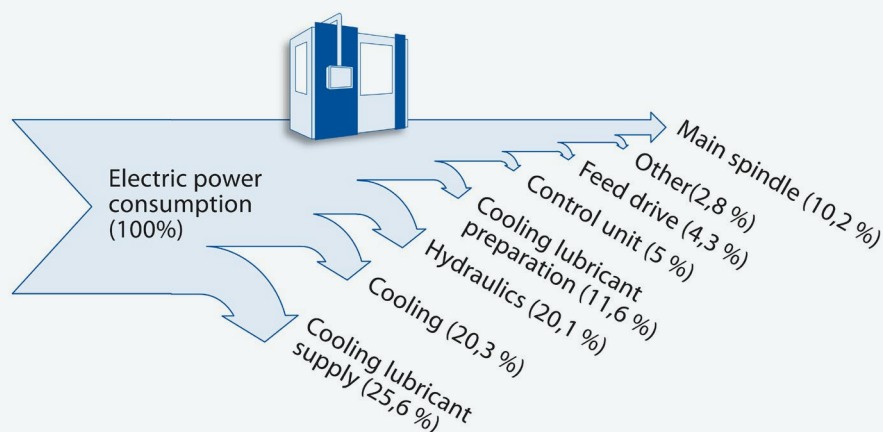 Electric power
consumption
(100%)
Main spindle (10,2 %)
Other(2,8 %)
Feed drive (4,3 %)
Control unit (5 %)
Cooling lubricant
preparation (11,6 %)
Hydraulics (20,1 %)
Cooling (20,3 %)
Cooling lubricant
supply (25,6 %)